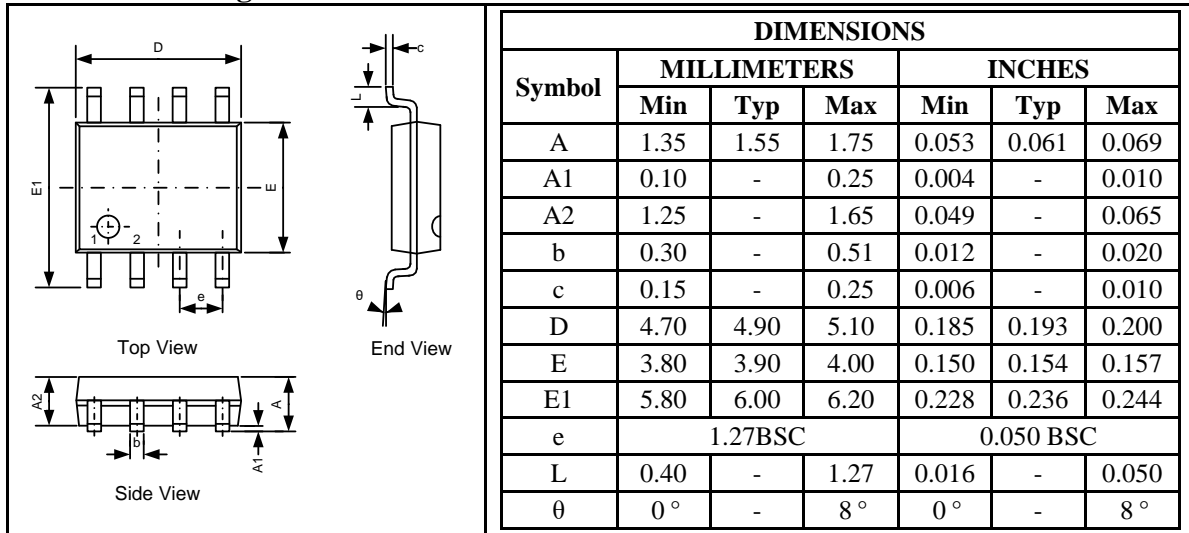 D
c
L
E1
E
1 2
e
θ
Top View
End View
A2
A
b
A1
Side View
DIMENSIONS
Symbol MILLIMETERS INCHES
Min Typ Max Min Typ Max
A 1.35 1.55 1.75 0.053 0.061 0.069
A1 0.10 - 0.25 0.004 - 0.010
A2 1.25 - 1.65 0.049 - 0.065
b 0.30 - 0.51 0.012 - 0.020
c 0.15 - 0.25 0.006 - 0.010
D 4.70 4.90 5.10 0.185 0.193 0.200
E 3.80 3.90 4.00 0.150 0.154 0.157
E1 5.80 6.00 6.20 0.228 0.236 0.244
e 1.27BSC 0.050 BSC
L 0.40 - 1.27 0.016 - 0.050
θ 0 ° - 8 ° 0 ° - 8 °